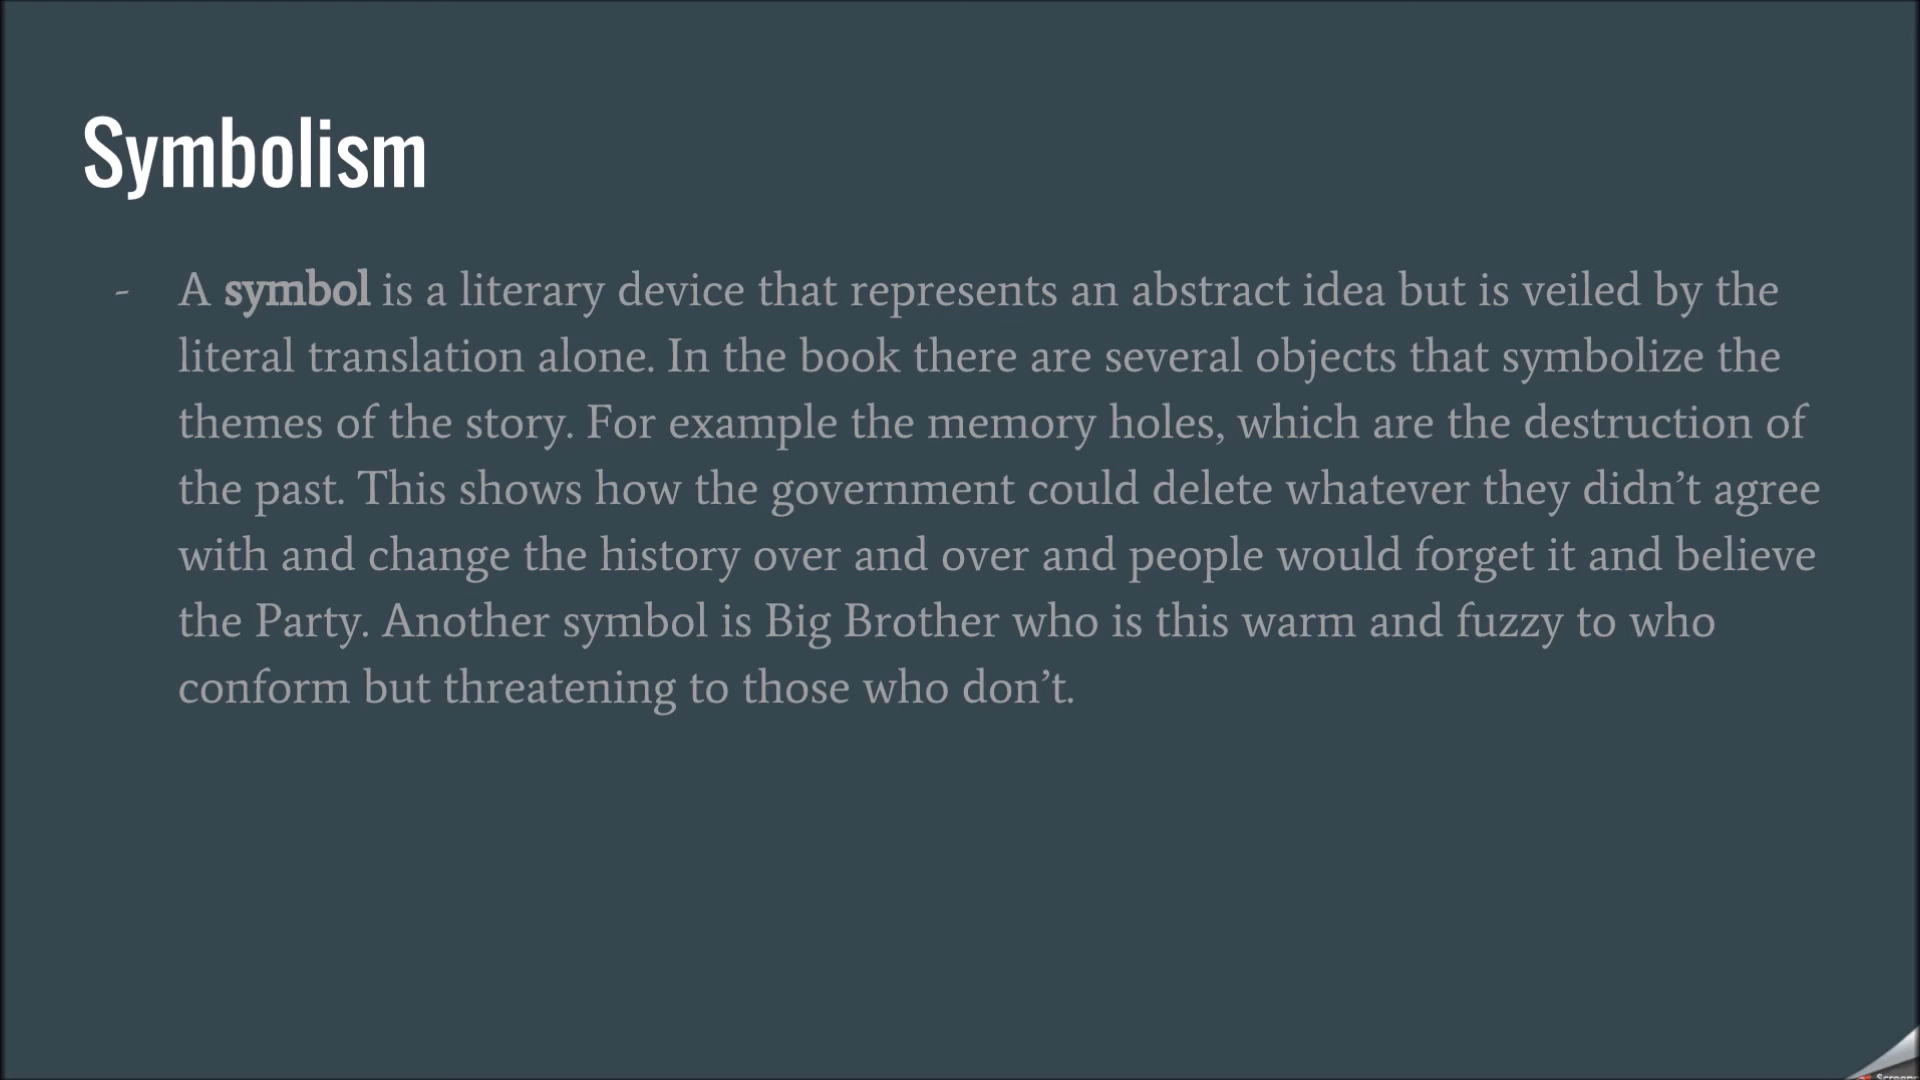 Symbolism
- A symbol is a literary device that represents an abstract idea but is veiled by the
literal translation alone. In the book there are several objects that symbolize the
themes of the story. For example the memory holes, which are the destruction of
the past. This shows how the government could delete whatever they didn’t agree
with and change the history over and over and people would forget it and believe
the Party. Another symbol is Big Brother who is this warm and fuzzy to who
conform but threatening to those who don’t.